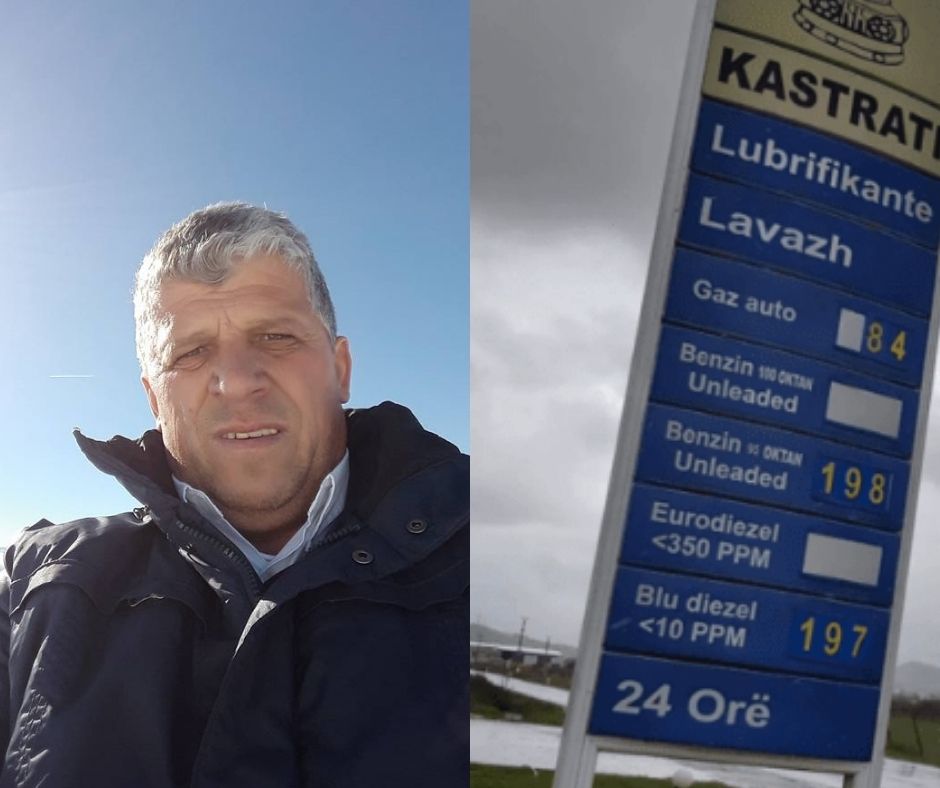 KASTRATI
Lubrifikante
Lavazh
Gaz auto 84
Benzin 100 OKTAN
Unleaded
Benzin 95 OKTAN
Unleaded 198
Eurodiezel
<350 PPM
Blu diezel
<10 PPM 197
24 Orë